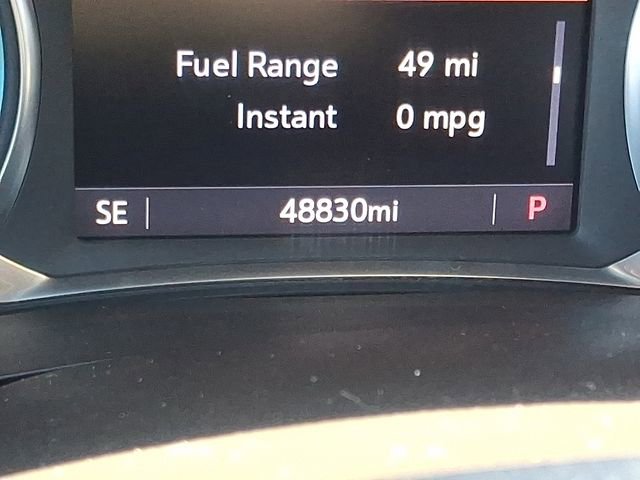 Fuel Range 49 mi
Instant 0 mpg
SE 48830mi P